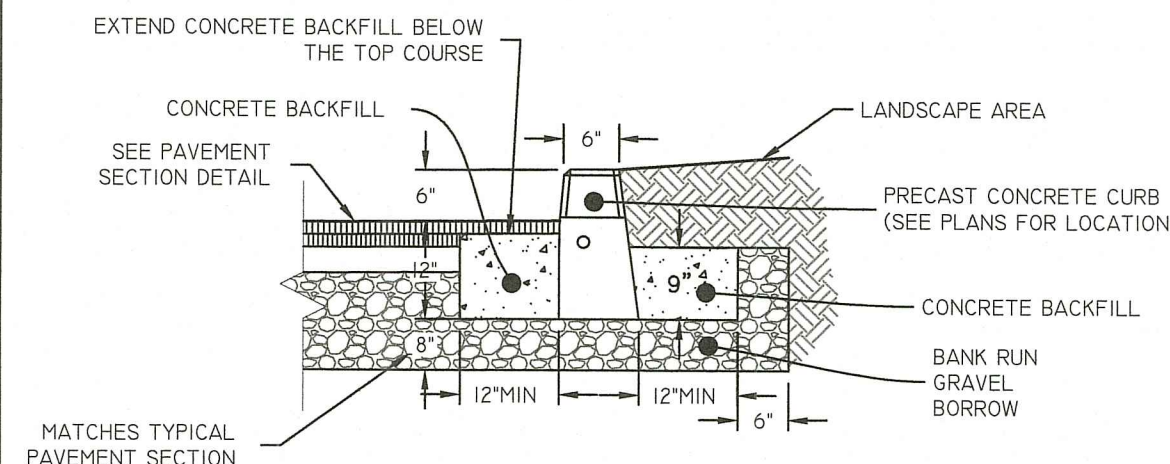 EXTEND CONCRETE BACKFILL BELOW
THE TOP COURSE
CONCRETE BACKFILL
SEE PAVEMENT
SECTION DETAIL
6"
6"
LANDSCAPE AREA
PRECAST CONCRETE CURB
(SEE PLANS FOR LOCATION
12"
9"
CONCRETE BACKFILL
8"
BANK RUN
GRAVEL
BORROW
12"MIN
12"MIN
6"
MATCHES TYPICAL
PAVEMENT SECTION